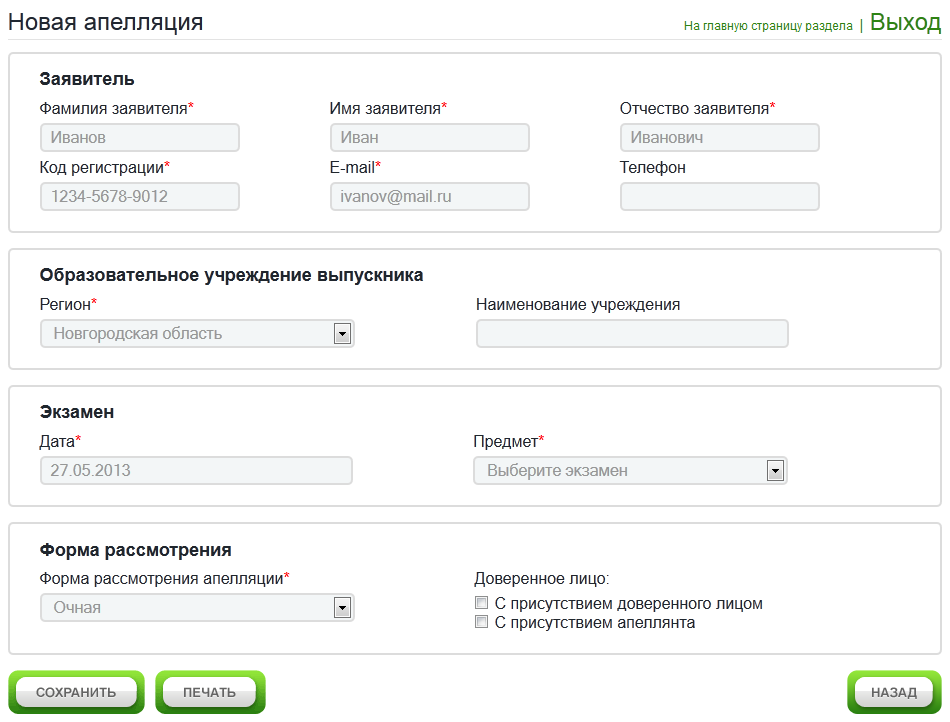 Новая апелляция
На главную страницу раздела | Выход
Заявитель
Фамилия заявителя* Имя заявителя* Отчество заявителя*
Иванов Иван Иванович
Код регистрации* E-mail* Телефон
1234-5678-9012 ivanov@mail.ru
Образовательное учреждение выпускника
Регион* Наименование учреждения
Новгородская область
Экзамен
Дата* Предмет*
27.05.2013 Выберите экзамен
Форма рассмотрения
Форма рассмотрения апелляции* Доверенное лицо:
Очная
С присутствием доверенного лицом
С присутствием апеллянта
СОХРАНИТЬ ПЕЧАТЬ НАЗАД